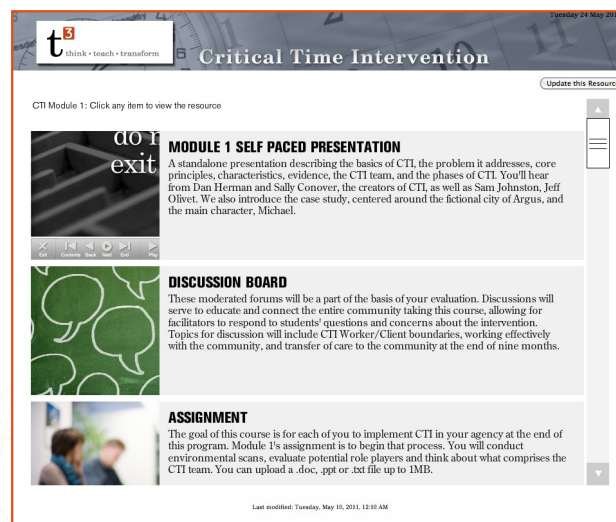 Tuesday 24 May 201
t3
think • teach • transform
Critical Time Intervention
Update this Resourc
CTI Module 1: Click any item to view the resource
do n
exit
Exit Contents Back Next End Play
MODULE 1 SELF PACED PRESENTATION
A standalone presentation describing the basics of CTI, the problem it addresses, core
principles, characteristics, evidence, the CTI team, and the phases of CTI. You'll hear
from Dan Herman and Sally Conover, the creators of CTI, as well as Sam Johnston, Jeff
Olivet. We also introduce the case study, centered around the fictional city of Argus, and
the main character, Michael.
DISCUSSION BOARD
These moderated forums will be a part of the basis of your evaluation. Discussions will
serve to educate and connect the entire community taking this course, allowing for
facilitators to respond to students' questions and concerns about the intervention.
Topics for discussion will include CTI Worker/Client boundaries, working effectively
with the community, and transfer of care to the community at the end of nine months.
ASSIGNMENT
The goal of this course is for each of you to implement CTI in your agency at the end of
this program. Module 1's assignment is to begin that process. You will conduct
environmental scans, evaluate potential role players and think about what comprises the
CTI team. You can upload a .doc, .ppt or .txt file up to 1MB.
Last modified: Tuesday, May 10, 2011, 12:10 AM